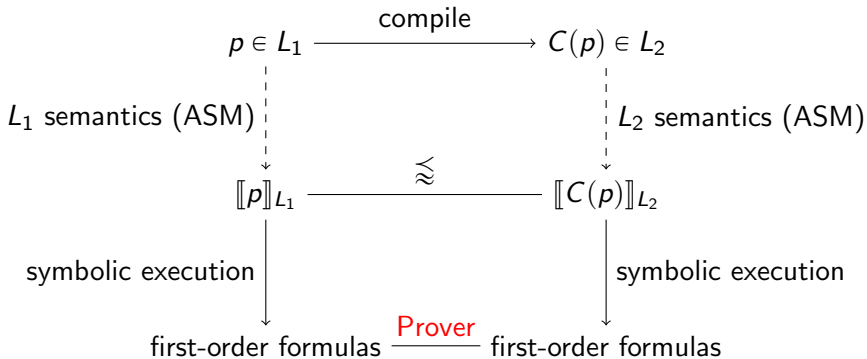 compile
p ∈ L₁ C(p) ∈ L₂
L₁ semantics (ASM) L₂ semantics (ASM)
⪷
⟦p⟧L₁ ⟦C(p)⟧L₂
symbolic execution symbolic execution
Prover
first-order formulas first-order formulas